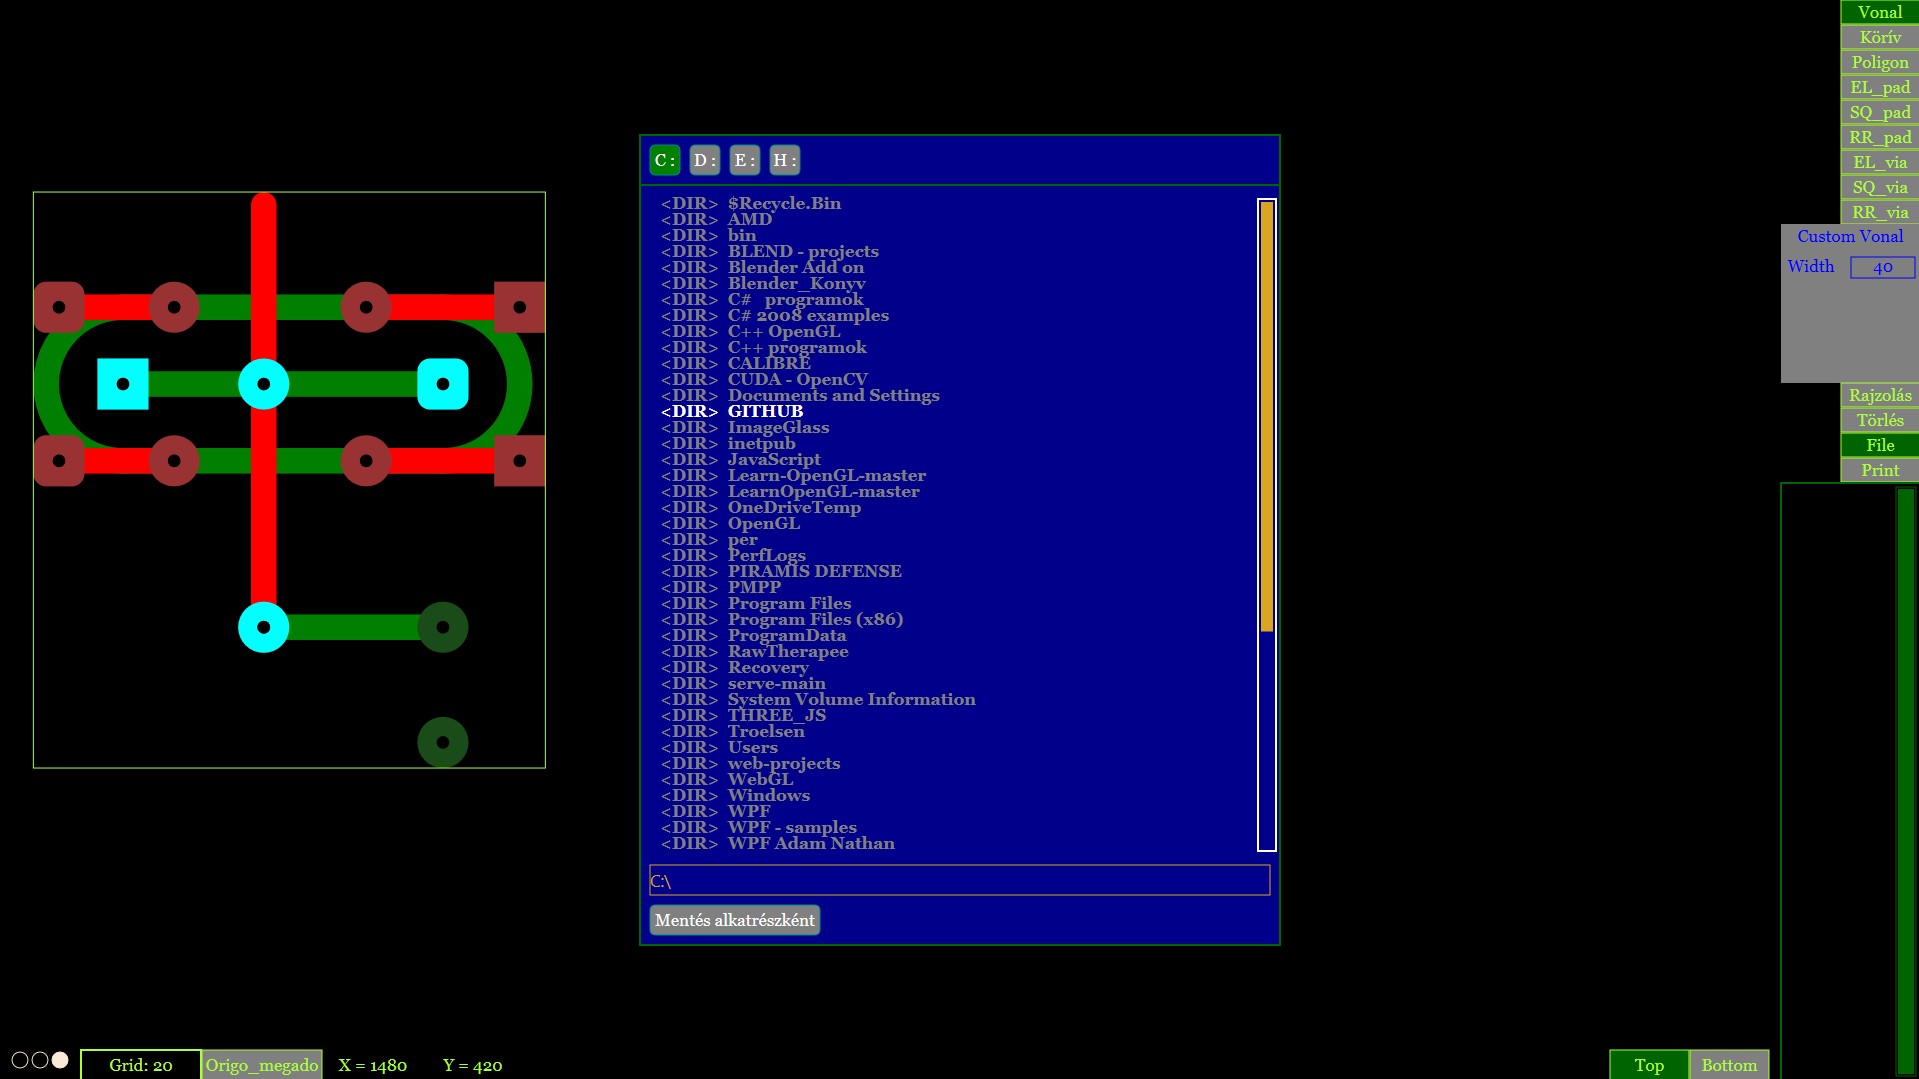 C :
D :
E :
H :
<DIR> $Recycle.Bin
<DIR> AMD
<DIR> bin
<DIR> BLEND - projects
<DIR> Blender Add on
<DIR> Blender_Konyv
<DIR> C#   programok
<DIR> C# 2008 examples
<DIR> C++ OpenGL
<DIR> C++ programok
<DIR> CALIBRE
<DIR> CUDA - OpenCV
<DIR> Documents and Settings
<DIR> GITHUB
<DIR> ImageGlass
<DIR> inetpub
<DIR> JavaScript
<DIR> Learn-OpenGL-master
<DIR> LearnOpenGL-master
<DIR> OneDriveTemp
<DIR> OpenGL
<DIR> per
<DIR> PerfLogs
<DIR> PIRAMIS DEFENSE
<DIR> PMPP
<DIR> Program Files
<DIR> Program Files (x86)
<DIR> ProgramData
<DIR> RawTherapee
<DIR> Recovery
<DIR> serve-main
<DIR> System Volume Information
<DIR> THREE_JS
<DIR> Troelsen
<DIR> Users
<DIR> web-projects
<DIR> WebGL
<DIR> Windows
<DIR> WPF
<DIR> WPF - samples
<DIR> WPF Adam Nathan
C:\
Mentés alkatrészként
Vonal
Körív
Poligon
EL_pad
SQ_pad
RR_pad
EL_via
SQ_via
RR_via
Custom Vonal
Width 40
Rajzolás
Törlés
File
Print
Grid: 20
Origo_megado
X = 1480
Y = 420
Top
Bottom